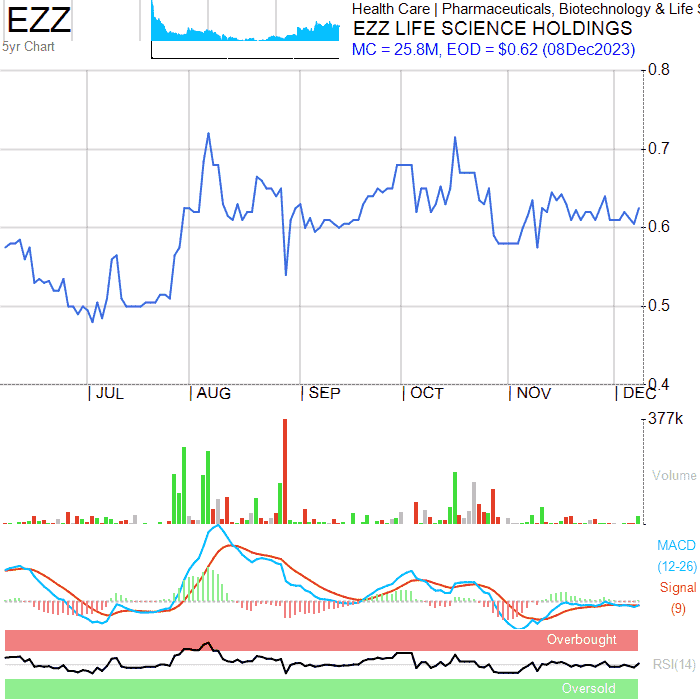 EZZ
5yr Chart
Health Care | Pharmaceuticals, Biotechnology & Life S
EZZ LIFE SCIENCE HOLDINGS
MC = 25.8M, EOD = $0.62 (08Dec2023)
0.8
0.7
0.6
0.5
0.4
JUL AUG SEP OCT NOV DEC
377k
Volume
MACD
(12-26)
Signal
(9)
Overbought
RSI(14)
Oversold